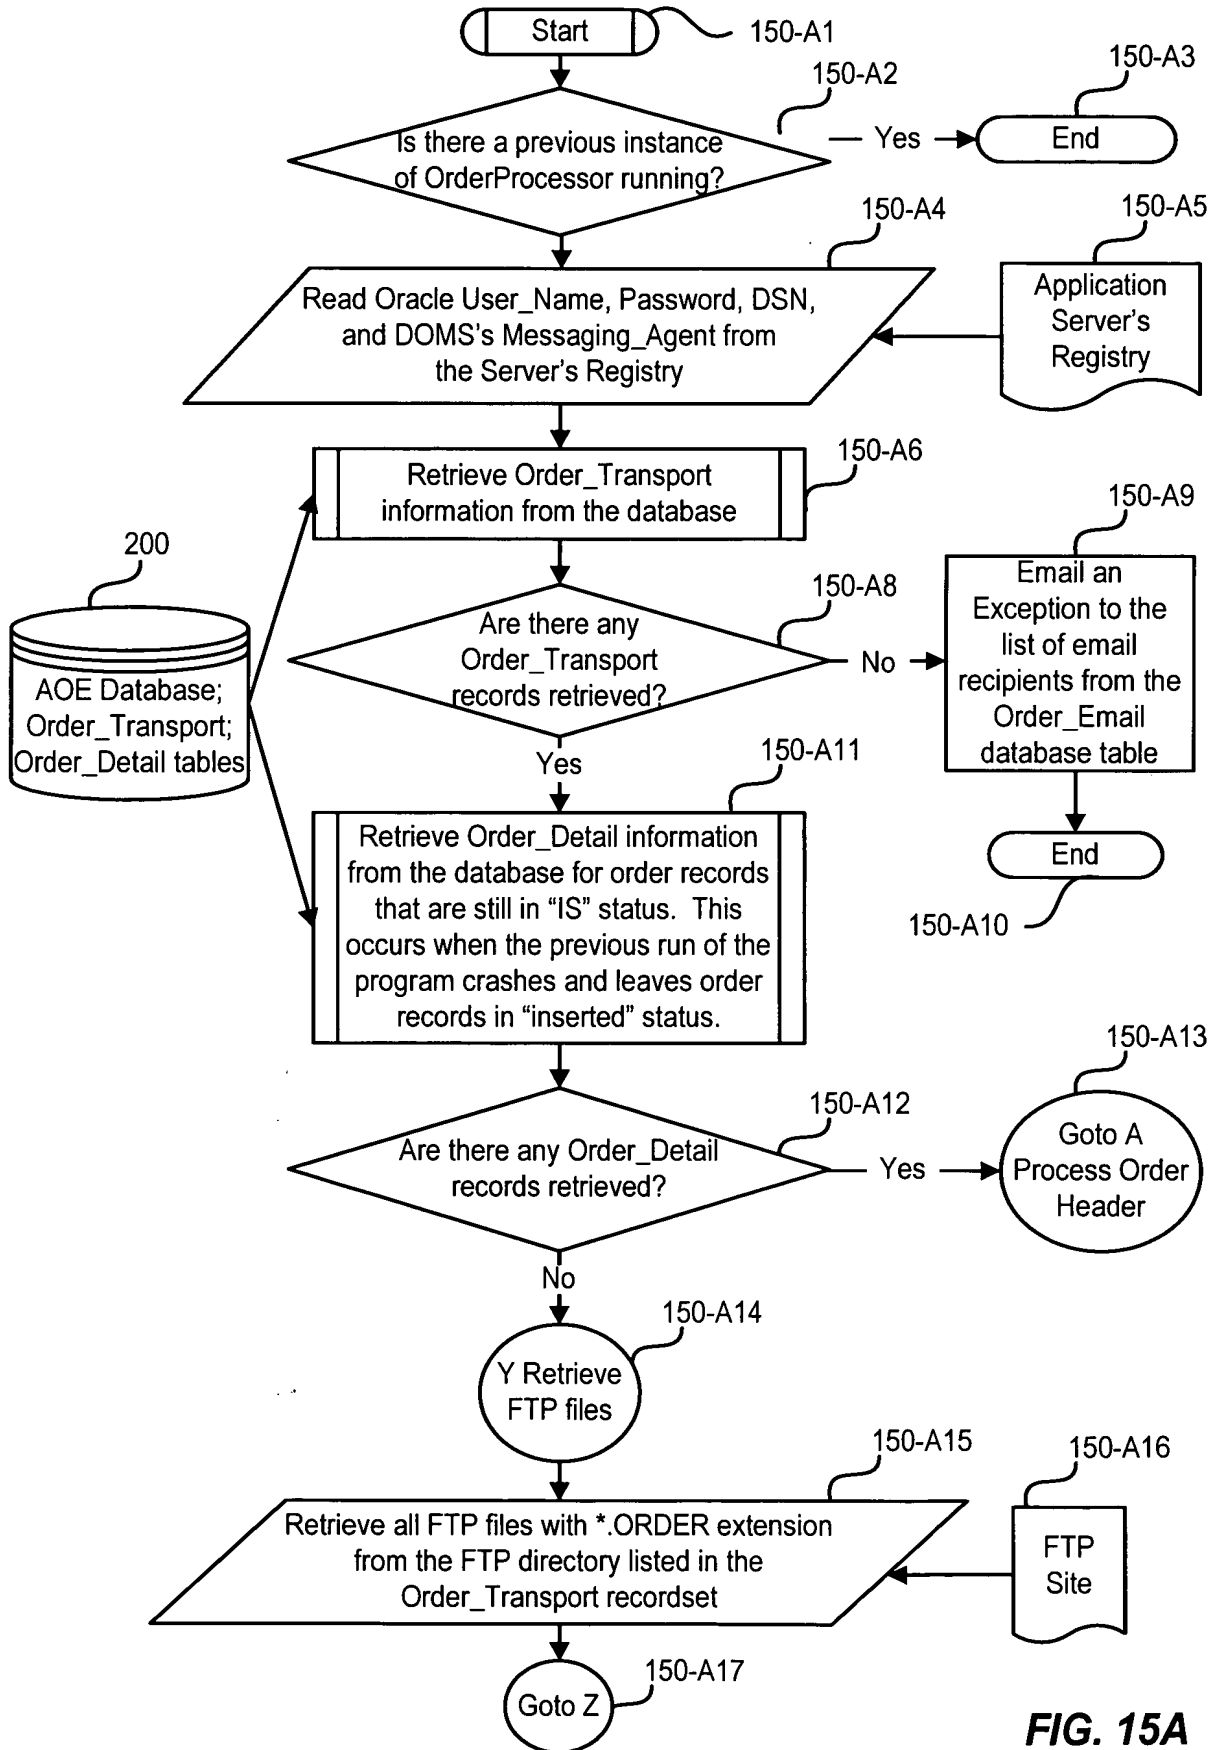 Start
150-A1
150-A2
150-A3
Is there a previous instance
of OrderProcessor running?
Yes
End
150-A4
150-A5
Read Oracle User_Name, Password, DSN,
and DOMS's Messaging_Agent from
the Server's Registry
Application
Server's
Registry
150-A6
Retrieve Order_Transport
information from the database
150-A9
200
150-A8
AOE Database;
Order_Transport;
Order_Detail tables
Are there any
Order_Transport
records retrieved?
No
Email an
Exception to the
list of email
recipients from the
Order_Email
database table
Yes
150-A11
Retrieve Order_Detail information
from the database for order records
that are still in “IS” status. This
occurs when the previous run of the
program crashes and leaves order
records in “inserted” status.
End
150-A10
150-A13
150-A12
Are there any Order_Detail
records retrieved?
Yes
Goto A
Process Order
Header
No
150-A14
Y Retrieve
FTP files
150-A15
150-A16
Retrieve all FTP files with *.ORDER extension
from the FTP directory listed in the
Order_Transport recordset
FTP
Site
150-A17
Goto Z
FIG. 15A